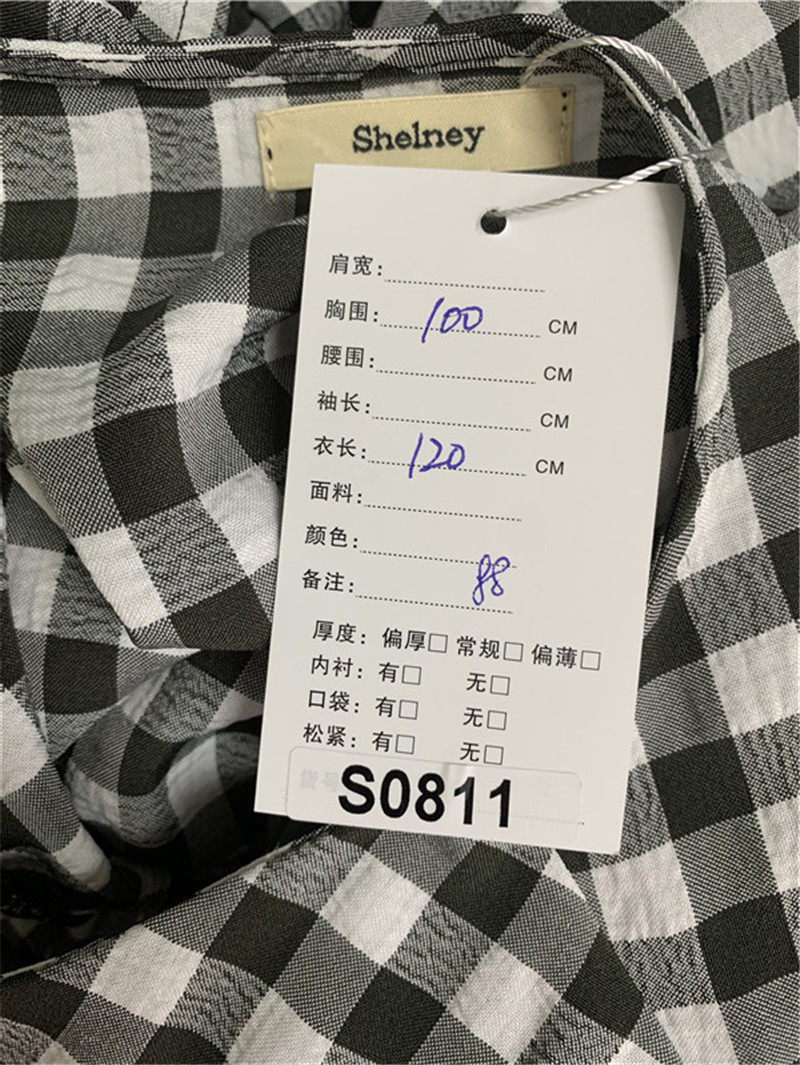 Shelney
肩宽:
胸围: 100 CM
腰围: CM
袖长: CM
衣长: 120 CM
面料:
颜色:
备注: 88
厚度: 偏厚□ 常规□ 偏薄□
内衬: 有□ 无□
口袋: 有□ 无□
松紧: 有□ 无□
货号
S0811